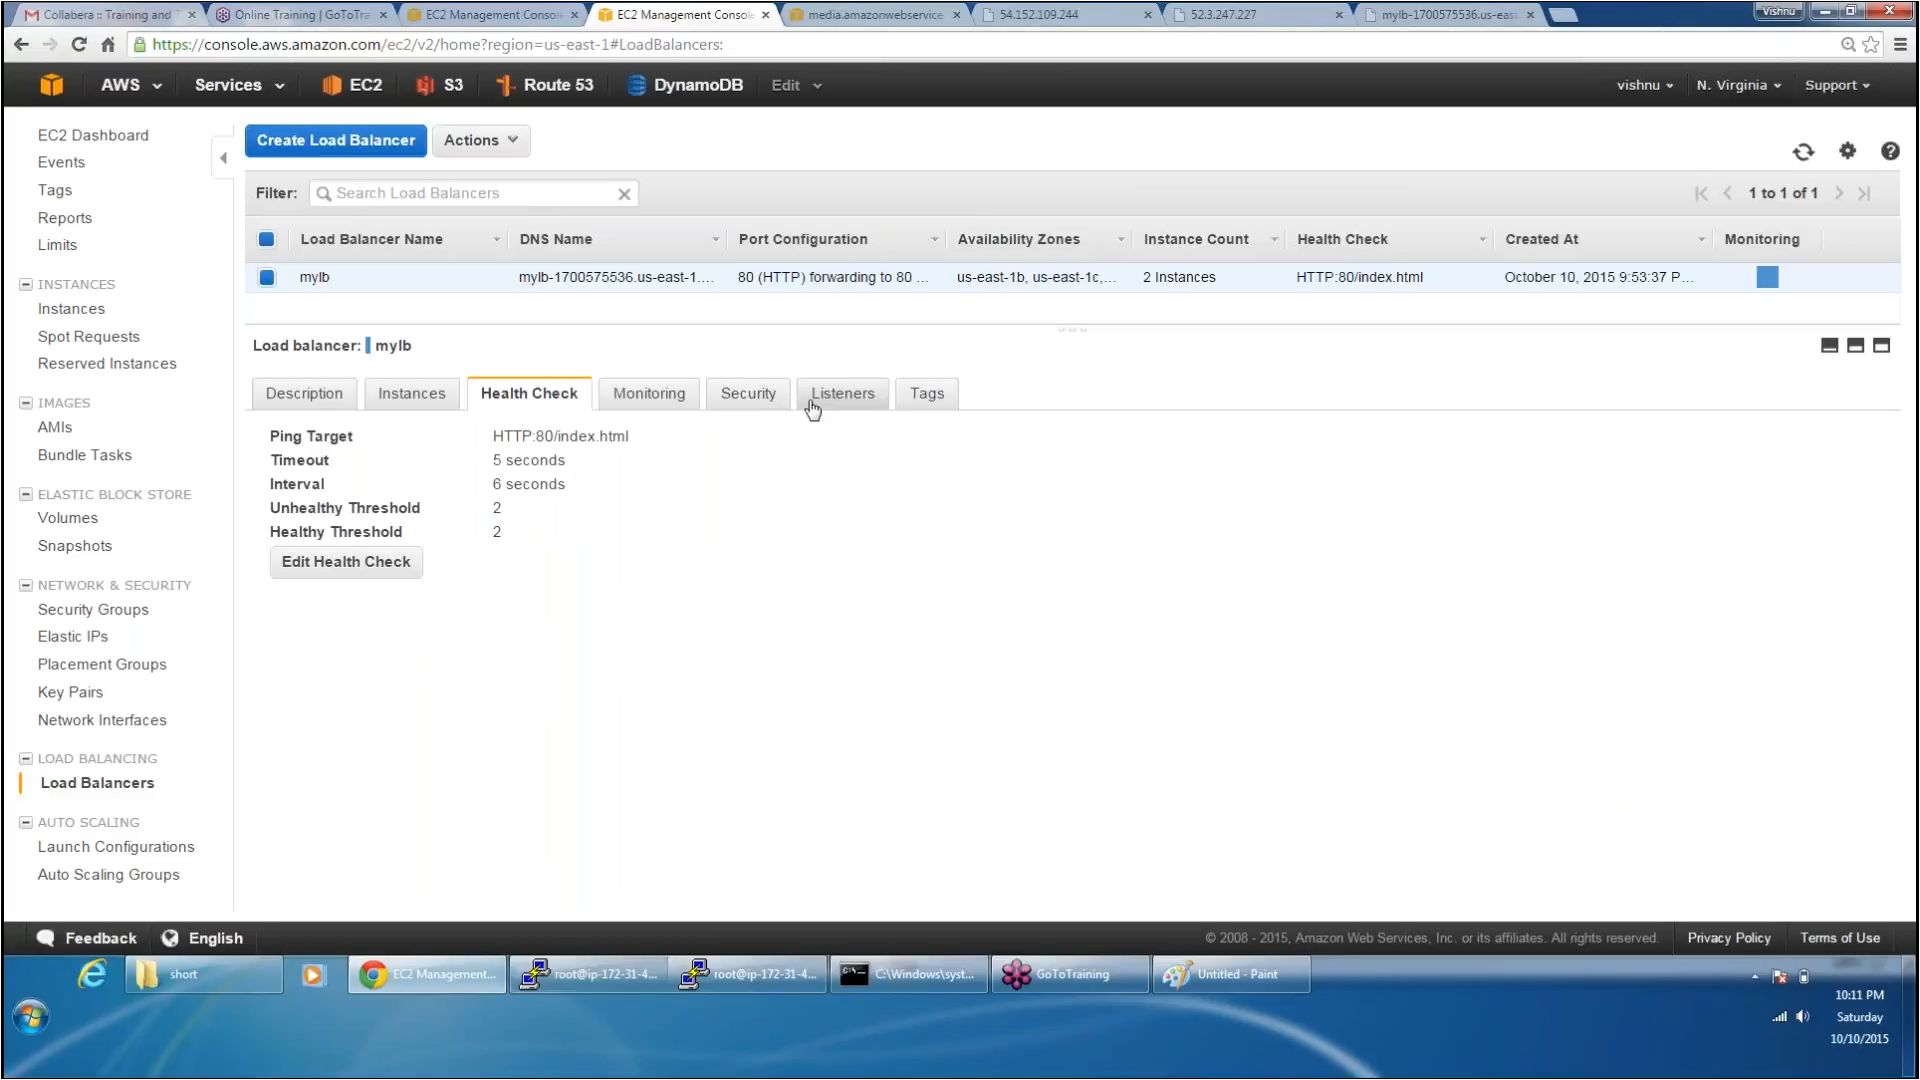 Collabera :: Training and T
Online Training | GoToTra
EC2 Management Console
EC2 Management Console
media.amazonwebservice
54.152.109.244
52.3.247.227
mylb-1700575536.us-eas
Vishnu
https://console.aws.amazon.com/ec2/v2/home?region=us-east-1#LoadBalancers:
AWS
Services
EC2
S3
Route 53
DynamoDB
Edit
vishnu
N. Virginia
Support
EC2 Dashboard
Events
Tags
Reports
Limits
INSTANCES
Instances
Spot Requests
Reserved Instances
IMAGES
AMIs
Bundle Tasks
ELASTIC BLOCK STORE
Volumes
Snapshots
NETWORK & SECURITY
Security Groups
Elastic IPs
Placement Groups
Key Pairs
Network Interfaces
LOAD BALANCING
Load Balancers
AUTO SCALING
Launch Configurations
Auto Scaling Groups
Create Load Balancer
Actions
Filter:
Search Load Balancers
1 to 1 of 1
Load Balancer Name
DNS Name
Port Configuration
Availability Zones
Instance Count
Health Check
Created At
Monitoring
mylb
mylb-1700575536.us-east-1....
80 (HTTP) forwarding to 80 ...
us-east-1b, us-east-1c,...
2 Instances
HTTP:80/index.html
October 10, 2015 9:53:37 P...
Load balancer: mylb
Description
Instances
Health Check
Monitoring
Security
Listeners
Tags
Ping Target HTTP:80/index.html
Timeout 5 seconds
Interval 6 seconds
Unhealthy Threshold 2
Healthy Threshold 2
Edit Health Check
Feedback
English
© 2008 - 2015, Amazon Web Services, Inc. or its affiliates. All rights reserved.
Privacy Policy
Terms of Use
short
EC2 Management...
root@ip-172-31-4...
root@ip-172-31-4...
C:\Windows\syst...
GoToTraining
Untitled - Paint
10:11 PM
Saturday
10/10/2015